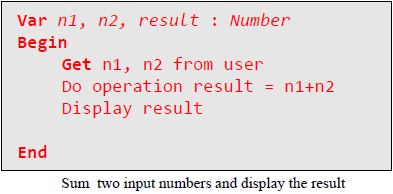 Var n1, n2, result : Number
Begin
Get n1, n2 from user
Do operation result = n1+n2
Display result
End
Sum two input numbers and display the result